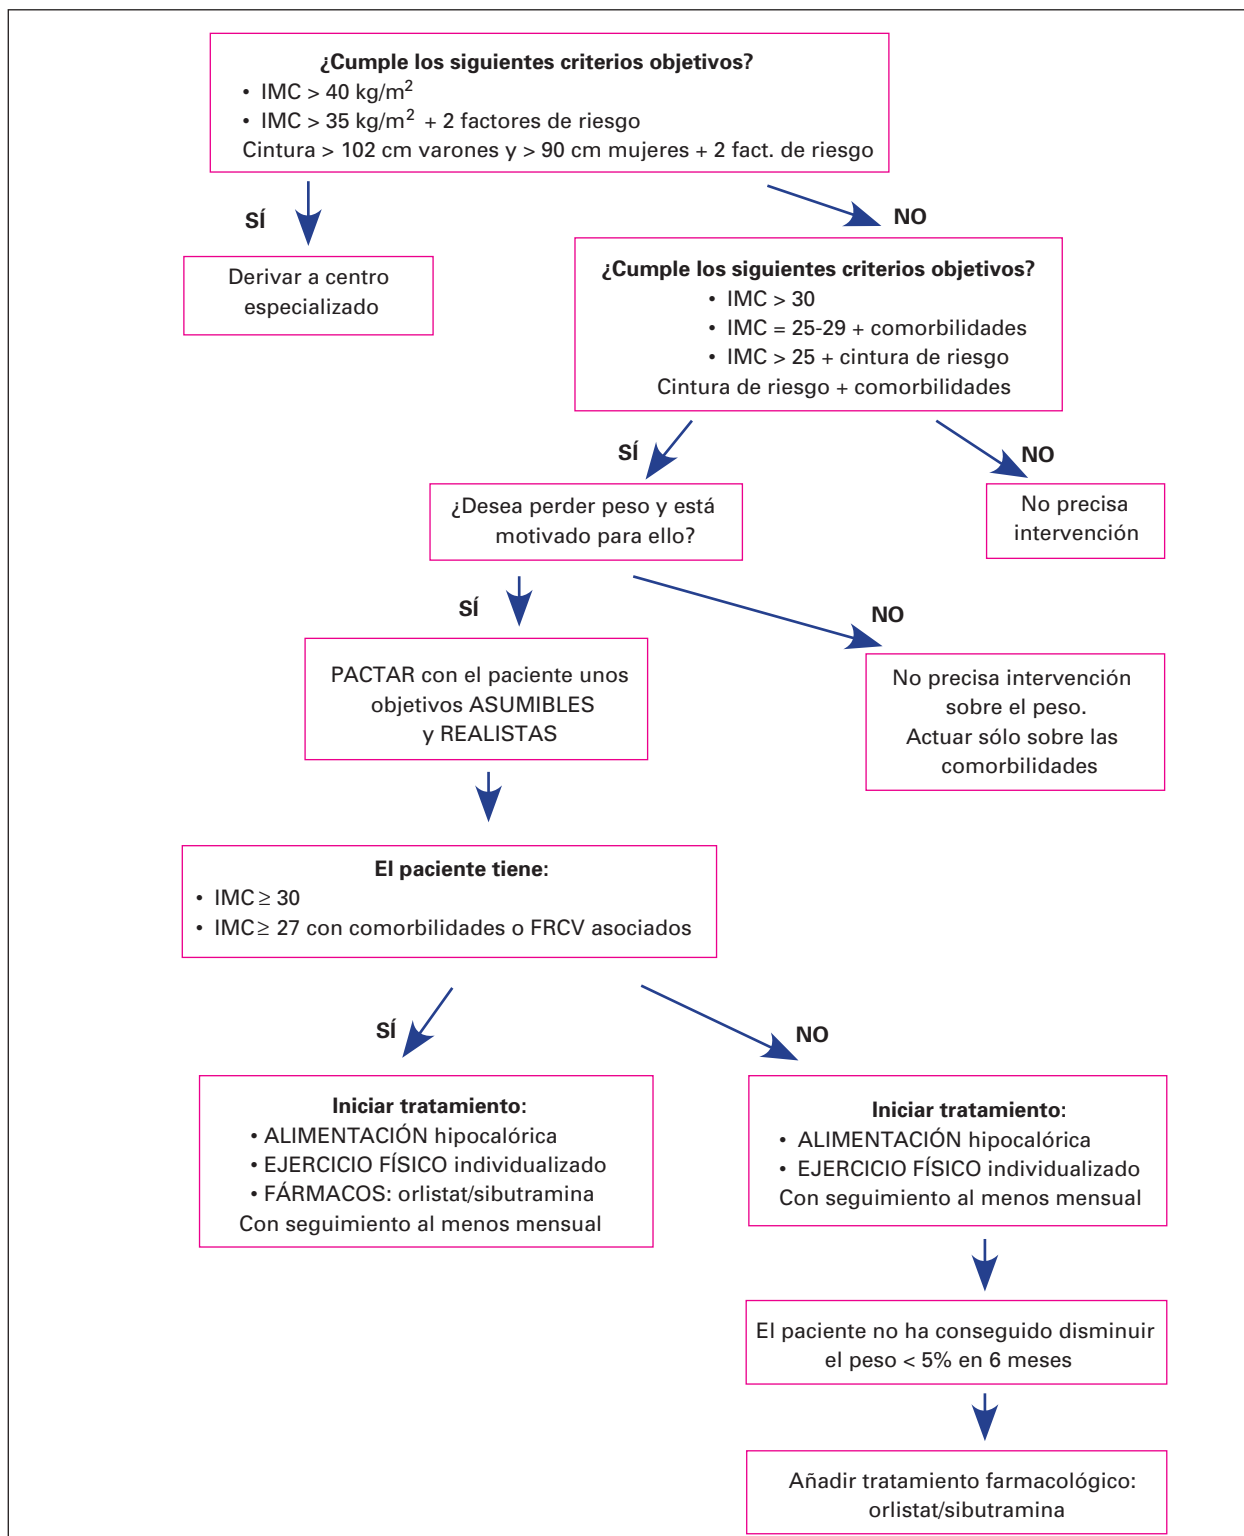 ¿Cumple los siguientes criterios objetivos?
• IMC > 40 kg/m²
• IMC > 35 kg/m² + 2 factores de riesgo
Cintura > 102 cm varones y > 90 cm mujeres + 2 fact. de riesgo
SÍ
NO
Derivar a centro
especializado
¿Cumple los siguientes criterios objetivos?
• IMC > 30
• IMC = 25-29 + comorbilidades
• IMC > 25 + cintura de riesgo
Cintura de riesgo + comorbilidades
SÍ
NO
¿Desea perder peso y está
motivado para ello?
No precisa
intervención
SÍ
NO
PACTAR con el paciente unos
objetivos ASUMIBLES
y REALISTAS
No precisa intervención
sobre el peso.
Actuar sólo sobre las
comorbilidades
El paciente tiene:
• IMC ≥ 30
• IMC ≥ 27 con comorbilidades o FRCV asociados
SÍ
NO
Iniciar tratamiento:
• ALIMENTACIÓN hipocalórica
• EJERCICIO FÍSICO individualizado
• FÁRMACOS: orlistat/sibutramina
Con seguimiento al menos mensual
Iniciar tratamiento:
• ALIMENTACIÓN hipocalórica
• EJERCICIO FÍSICO individualizado
Con seguimiento al menos mensual
El paciente no ha conseguido disminuir
el peso < 5% en 6 meses
Añadir tratamiento farmacológico:
orlistat/sibutramina